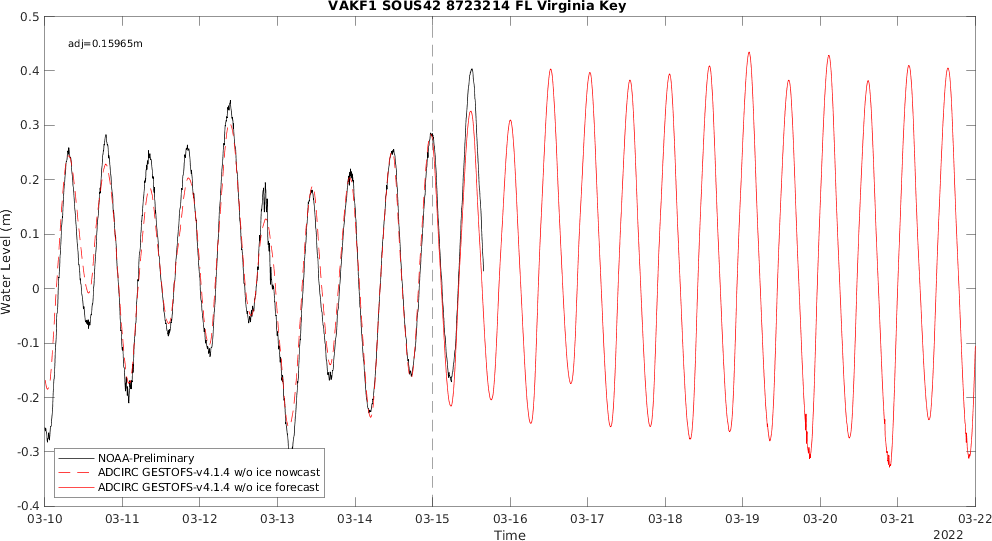 VAKF1 SOUS42 8723214 FL Virginia Key
adj=0.15965m
0.5
0.4
0.3
0.2
0.1
0
-0.1
-0.2
-0.3
-0.4
Water Level (m)
NOAA-Preliminary
ADCIRC GESTOFS-v4.1.4 w/o ice nowcast
ADCIRC GESTOFS-v4.1.4 w/o ice forecast
03-10 03-11 03-12 03-13 03-14 03-15 03-16 03-17 03-18 03-19 03-20 03-21 03-22
Time
2022